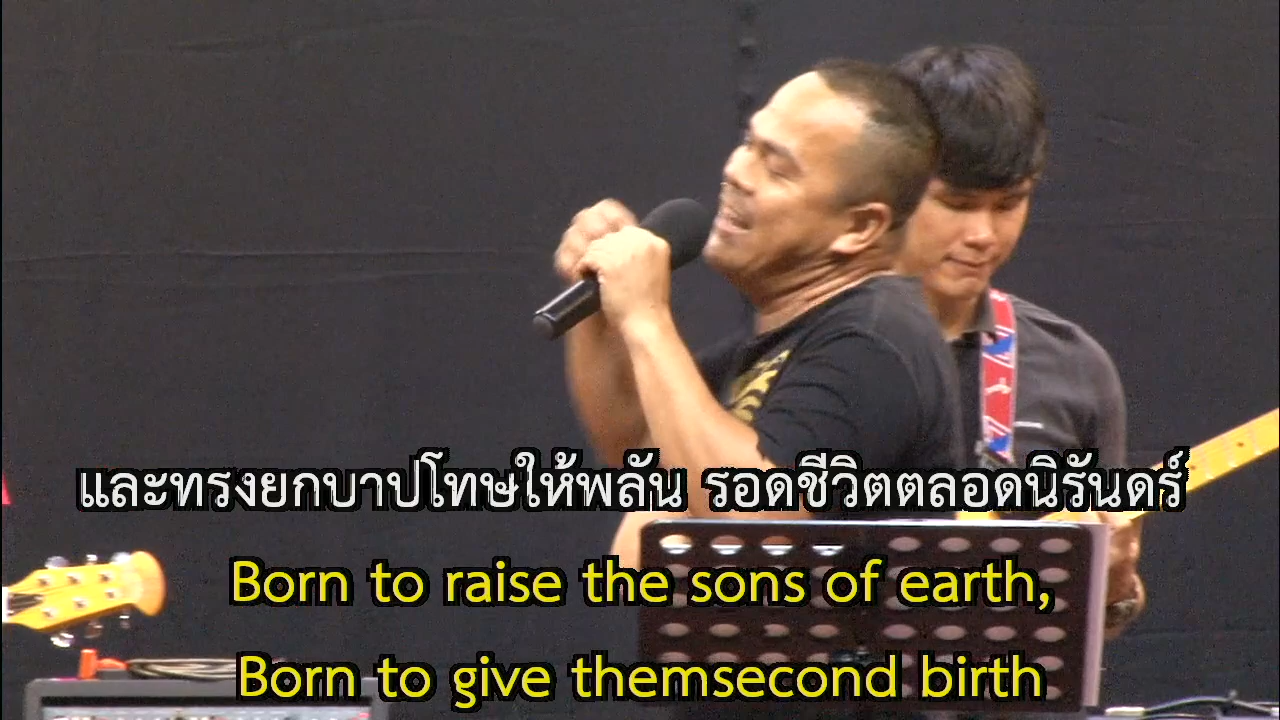 และทรงยกบาปโทษให้พลัน รอดชีวิตตลอดนิรันดร์
Born to raise the sons of earth,
Born to give themsecond birth